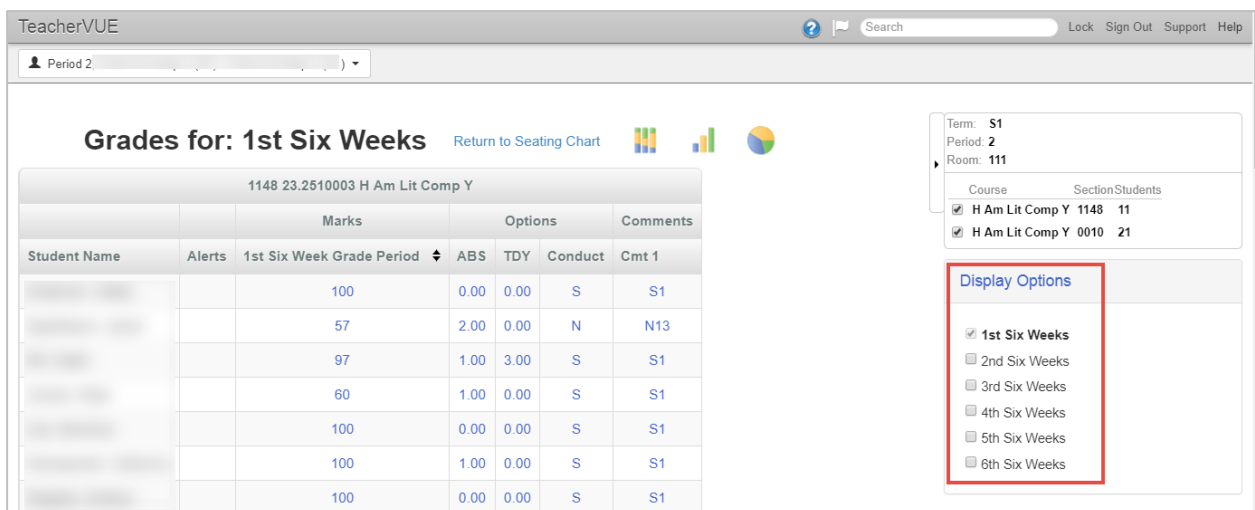 TeacherVUE
Search
Lock Sign Out Support Help
Period 2 )
Grades for: 1st Six Weeks Return to Seating Chart
1148 23.2510003 H Am Lit Comp Y
Marks Options Comments
Student Name Alerts 1st Six Week Grade Period ABS TDY Conduct Cmt 1
100 0.00 0.00 S S1
57 2.00 0.00 N N13
97 1.00 3.00 S S1
60 1.00 0.00 S S1
100 0.00 0.00 S S1
100 1.00 0.00 S S1
100 0.00 0.00 S S1
Term: S1
Period: 2
Room: 111
Course Section Students
H Am Lit Comp Y 1148 11
H Am Lit Comp Y 0010 21
Display Options
1st Six Weeks
2nd Six Weeks
3rd Six Weeks
4th Six Weeks
5th Six Weeks
6th Six Weeks